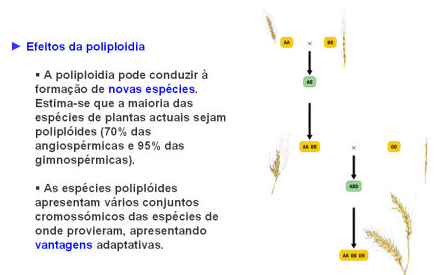 ► Efeitos da poliploidia
▪ A poliploidia pode conduzir à
formação de novas espécies.
Estima-se que a maioria das
espécies de plantas actuais sejam
poliplóides (70% das
angiospérmicas e 95% das
gimnospérmicas).
▪ As espécies poliplóides
apresentam vários conjuntos
cromossómicos das espécies de
onde provieram, apresentando
vantagens adaptativas.
AA × BB
AB
AA BB × DD
ABD
AA BB DD